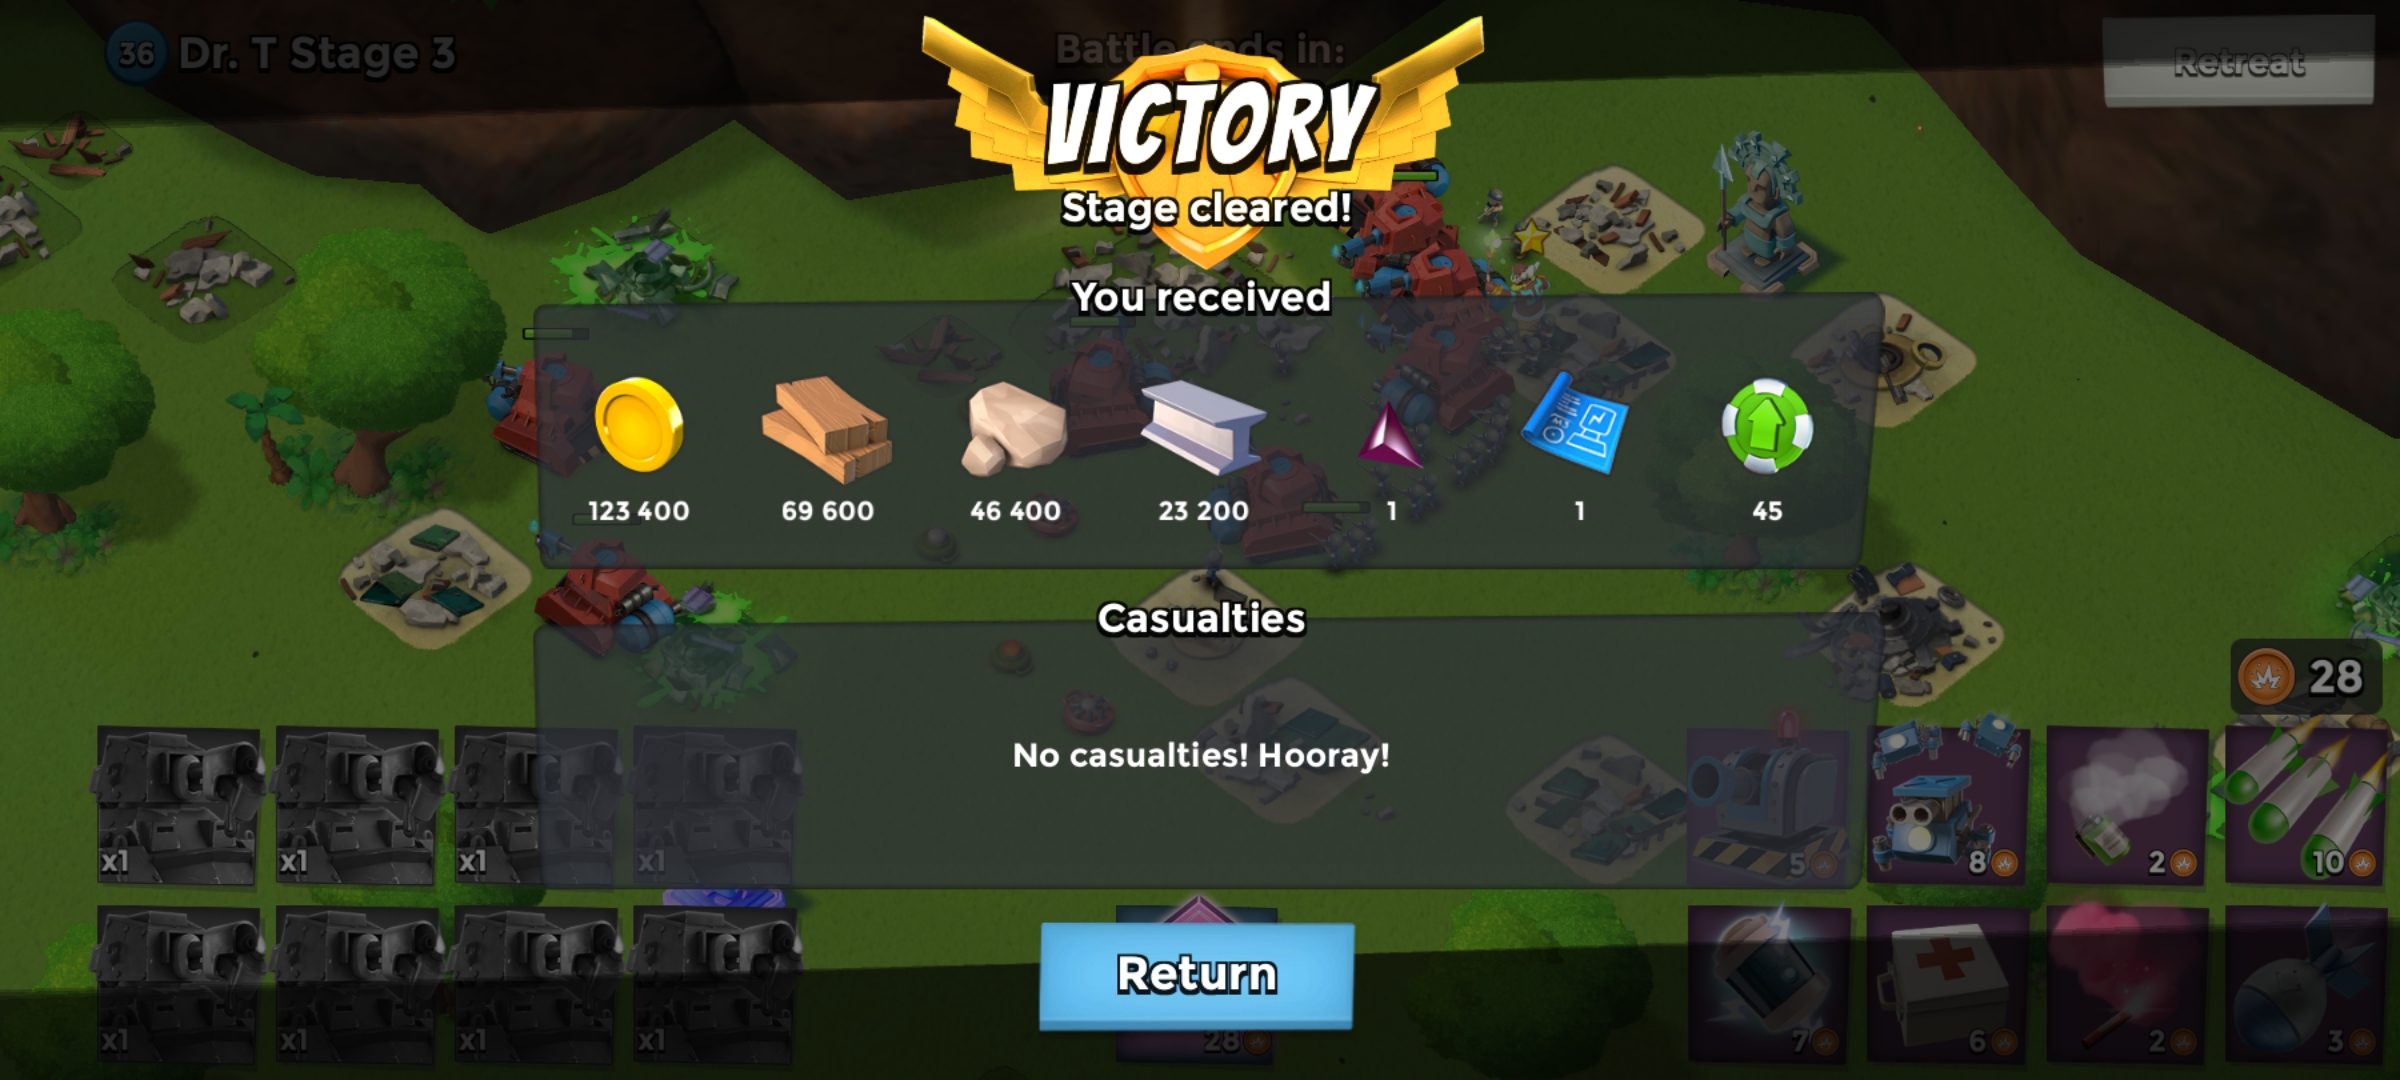 36 Dr. T Stage 3
Battle ends in:
Retreat
VICTORY
Stage cleared!
You received
123 400
69 600
46 400
23 200
1
1
45
Casualties
No casualties! Hooray!
28
x1
x1
x1
x1
5
8
2
10
x1
x1
x1
x1
Return
28
7
6
2
3